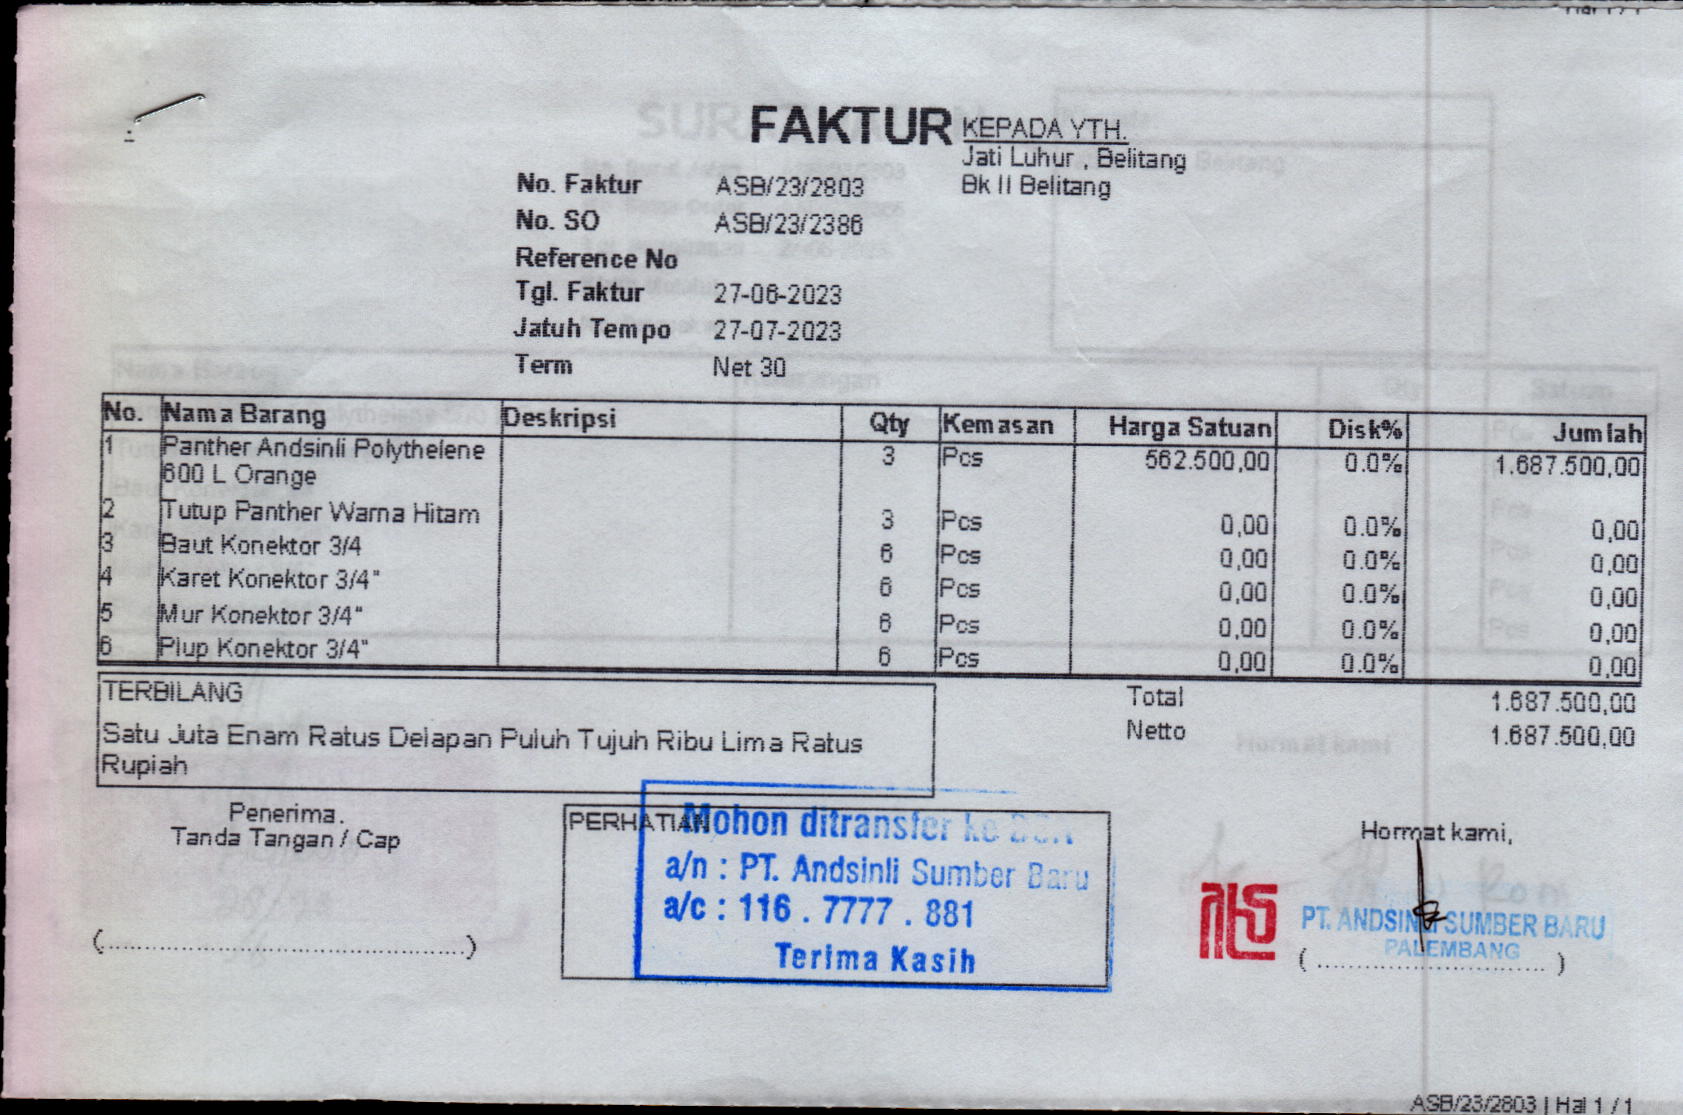 FAKTUR
KEPADA YTH.
Jati Luhur , Belitang
Bk II Belitang
No. Faktur ASB/23/2803
No. SO ASB/23/2386
Reference No
Tgl. Faktur 27-06-2023
Jatuh Tempo 27-07-2023
Term Net 30
No. Nama Barang Deskripsi Qty Kemasan Harga Satuan Disk% Jumlah
1 Panther Andsinli Polythelene 3 Pcs 562.500,00 0.0% 1.687.500,00
600 L Orange
2 Tutup Panther Warna Hitam 3 Pcs 0,00 0.0% 0,00
3 Baut Konektor 3/4 6 Pcs 0,00 0.0% 0,00
4 Karet Konektor 3/4" 6 Pcs 0,00 0.0% 0,00
5 Mur Konektor 3/4" 6 Pcs 0,00 0.0% 0,00
6 Plup Konektor 3/4" 6 Pcs 0,00 0.0% 0,00
TERBILANG
Satu Juta Enam Ratus Delapan Puluh Tujuh Ribu Lima Ratus
Rupiah
Total 1.687.500,00
Netto 1.687.500,00
Penerima.
Tanda Tangan / Cap
(......................................)
PERHATIAN
Mohon ditransfer ke BCA
a/n : PT. Andsinli Sumber Baru
a/c : 116 . 7777 . 881
Terima Kasih
Hormat kami,
PT. ANDSINLI SUMBER BARU
PALEMBANG
( ............................ )
ASB/23/2803 | Hal 1 / 1